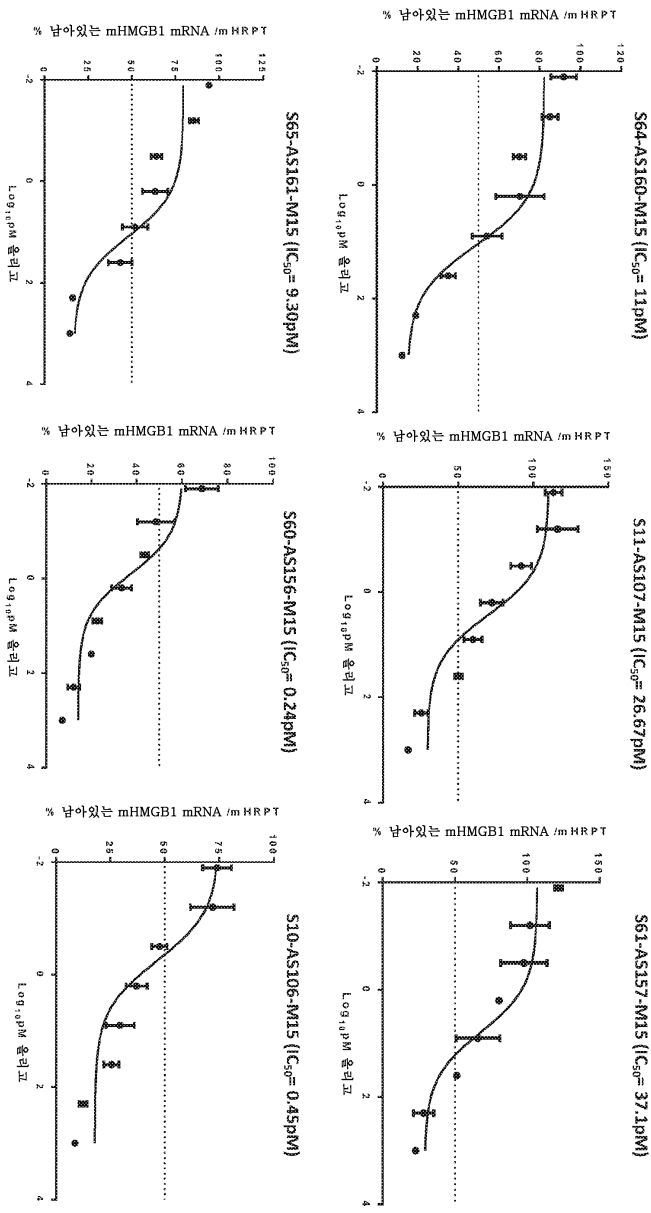 S64-AS160-M15 (IC₅₀= 11pM)
% 남아있는 mHMGB1 mRNA /mHRPT
120
100
80
60
40
20
0
-2 0 2 4
Log₁₀pM 올리고
S11-AS107-M15 (IC₅₀= 26.67pM)
% 남아있는 mHMGB1 mRNA /mHRPT
150
100
50
0
-2 0 2 4
Log₁₀pM 올리고
S61-AS157-M15 (IC₅₀= 37.1pM)
% 남아있는 mHMGB1 mRNA /mHRPT
150
100
50
0
-2 0 2 4
Log₁₀pM 올리고
S65-AS161-M15 (IC₅₀= 9.30pM)
% 남아있는 mHMGB1 mRNA /mHRPT
125
100
75
50
25
0
-2 0 2 4
Log₁₀pM 올리고
S60-AS156-M15 (IC₅₀= 0.24pM)
% 남아있는 mHMGB1 mRNA /mHRPT
100
80
60
40
20
0
-2 0 2 4
Log₁₀pM 올리고
S10-AS106-M15 (IC₅₀= 0.45pM)
% 남아있는 mHMGB1 mRNA /mHRPT
100
75
50
25
0
-2 0 2 4
Log₁₀pM 올리고